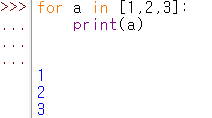 >>> for a in [1,2,3]:
...     print(a)
...
...
1
2
3